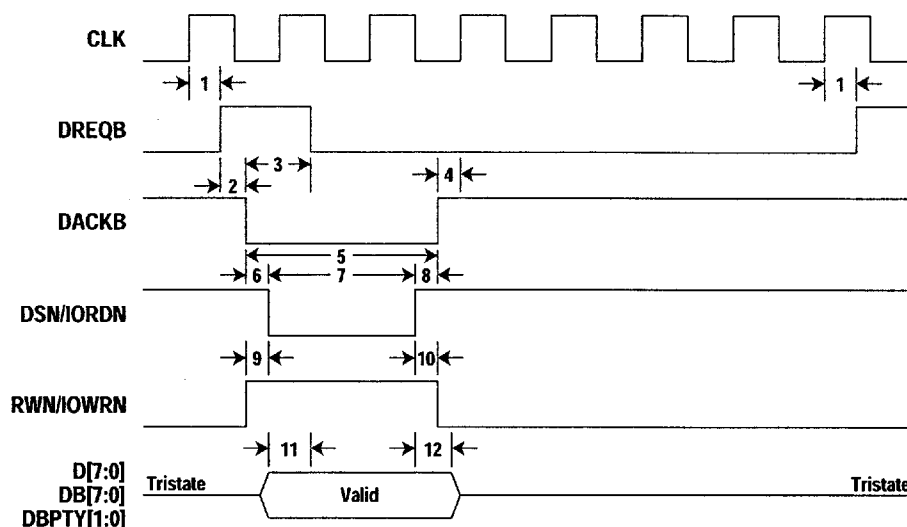 CLK
1 1
DREQB
3
2 4
DACKB
5
6 7 8
DSN/IORDN
9 10
RWN/IOWRN
11 12
D[7:0]
Tristate Tristate
DB[7:0] Valid
DBPTY[1:0]